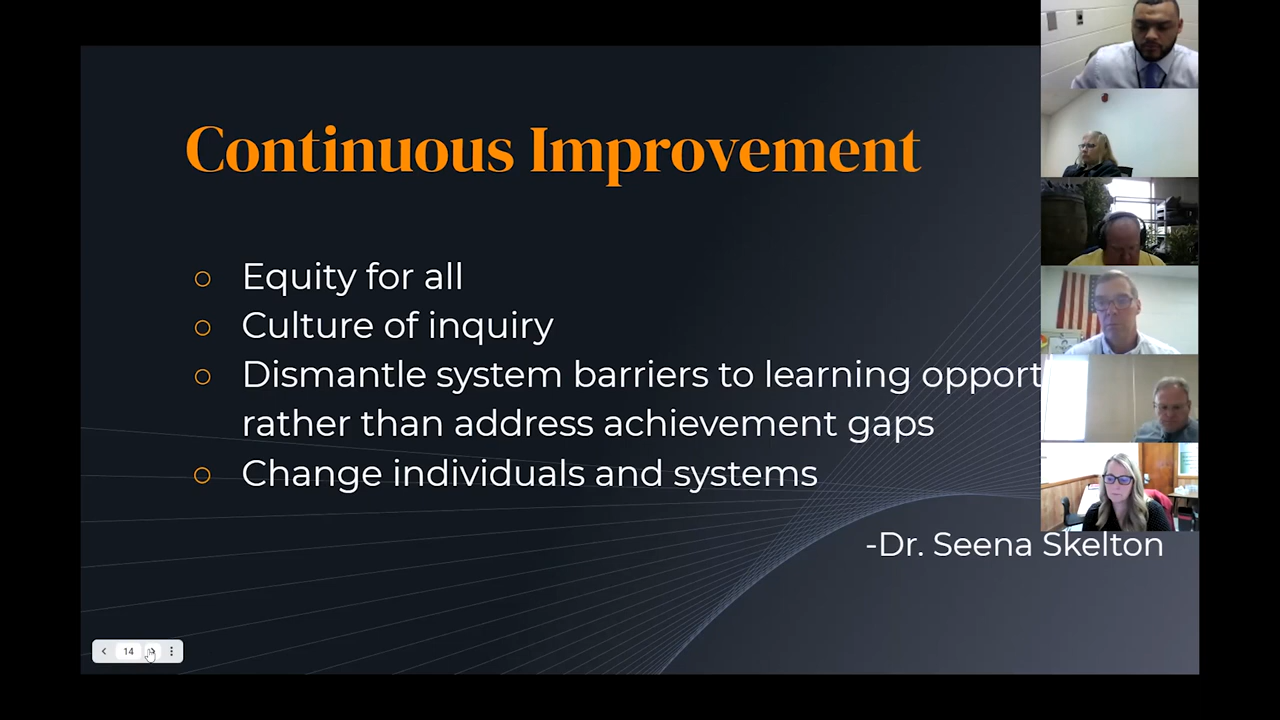 Continuous Improvement
Equity for all
Culture of inquiry
Dismantle system barriers to learning
rather than address achievement gaps
Change individuals and systems
-Dr. Seena Skelton
14